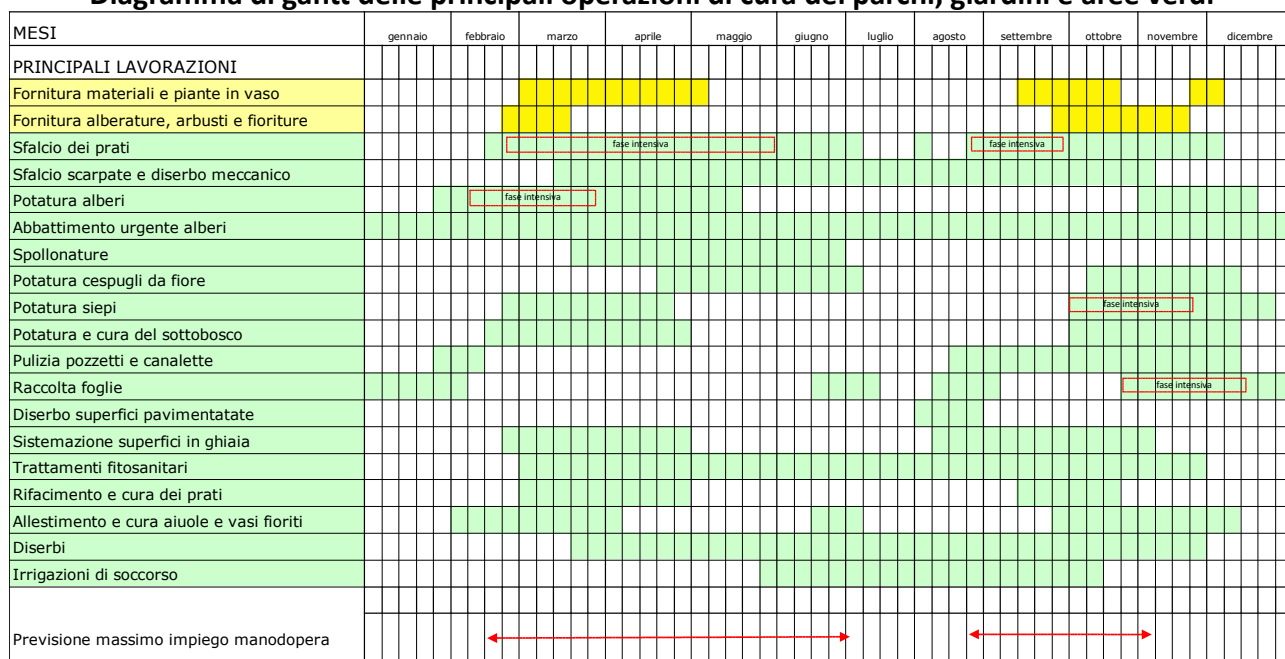 Diagramma di gantt delle principali operazioni di cura dei parchi, giardini e aree verdi
MESI gennaio febbraio marzo aprile maggio giugno luglio agosto settembre ottobre novembre dicembre
PRINCIPALI LAVORAZIONI
Fornitura materiali e piante in vaso
Fornitura alberature, arbusti e fioriture
Sfalcio dei prati fase intensiva fase intensiva
Sfalcio scarpate e diserbo meccanico
Potatura alberi fase intensiva
Abbattimento urgente alberi
Spollonature
Potatura cespugli da fiore
Potatura siepi fase intensiva
Potatura e cura del sottobosco
Pulizia pozzetti e canalette
Raccolta foglie fase intensiva
Diserbo superfici pavimentatate
Sistemazione superfici in ghiaia
Trattamenti fitosanitari
Rifacimento e cura dei prati
Allestimento e cura aiuole e vasi fioriti
Diserbi
Irrigazioni di soccorso
Previsione massimo impiego manodopera